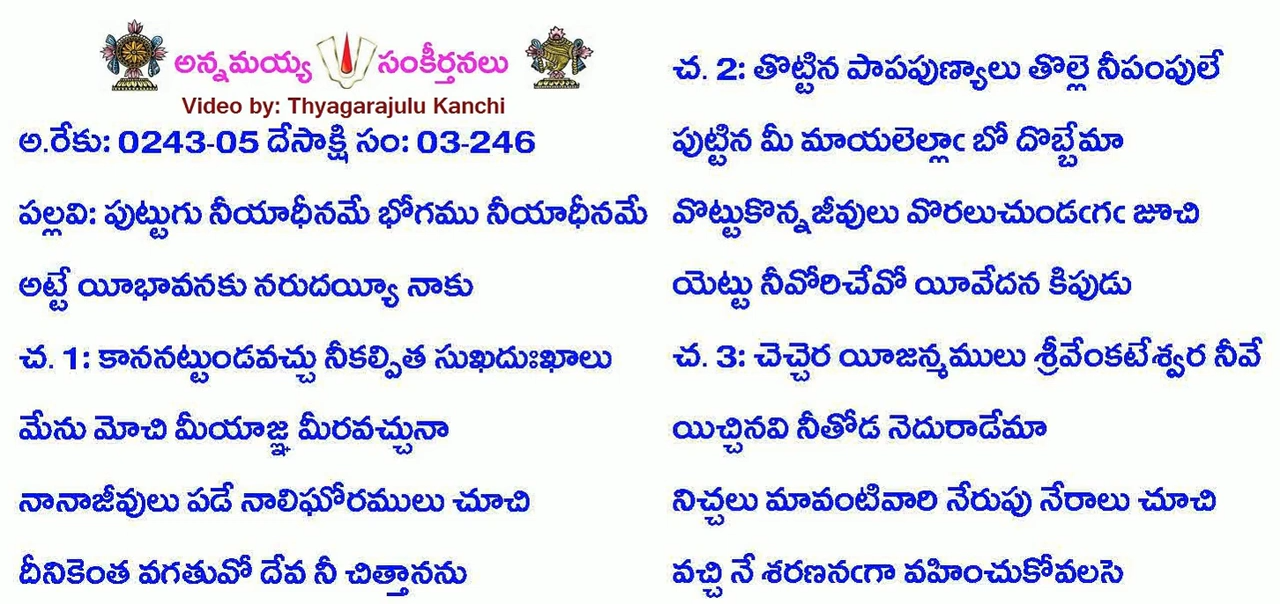 అన్నమయ్య సంకీర్తనలు
Video by: Thyagarajulu Kanchi
అ.రేకు: 0243-05 దేసాక్షి సం: 03-246
పల్లవి: పుట్టుగు నీయాధీనమే భోగము నీయాధీనమే
అట్టే యీభావనకు నరుదయ్యీ నాకు
చ. 1: కాననట్టుండవచ్చు నీకల్పిత సుఖదుఃఖాలు
మేను మోచి మీయాజ్ఞ మీరవచ్చునా
నానాజీవులు పడే నాలిఘోరములు చూచి
దీనికెంత వగతువో దేవ నీ చిత్తానను
చ. 2: తొట్టిన పాపపుణ్యాలు తొల్లె నీపంపులే
పుట్టిన మీ మాయలెల్లాఁ బో దొబ్బేమా
వొట్టుకొన్నజీవులు వొరలుచుండఁగఁ జూచి
యెట్టు నీవోరిచేవో యీవేదన కిపుడు
చ. 3: చెచ్చెర యీజన్మములు శ్రీవేంకటేశ్వర నీవే
యిచ్చినవి నీతోడ నెదురాడేమా
నిచ్చలు మావంటివారి నేరుపు నేరాలు చూచి
వచ్చి నే శరణనఁగా వహించుకోవలసె